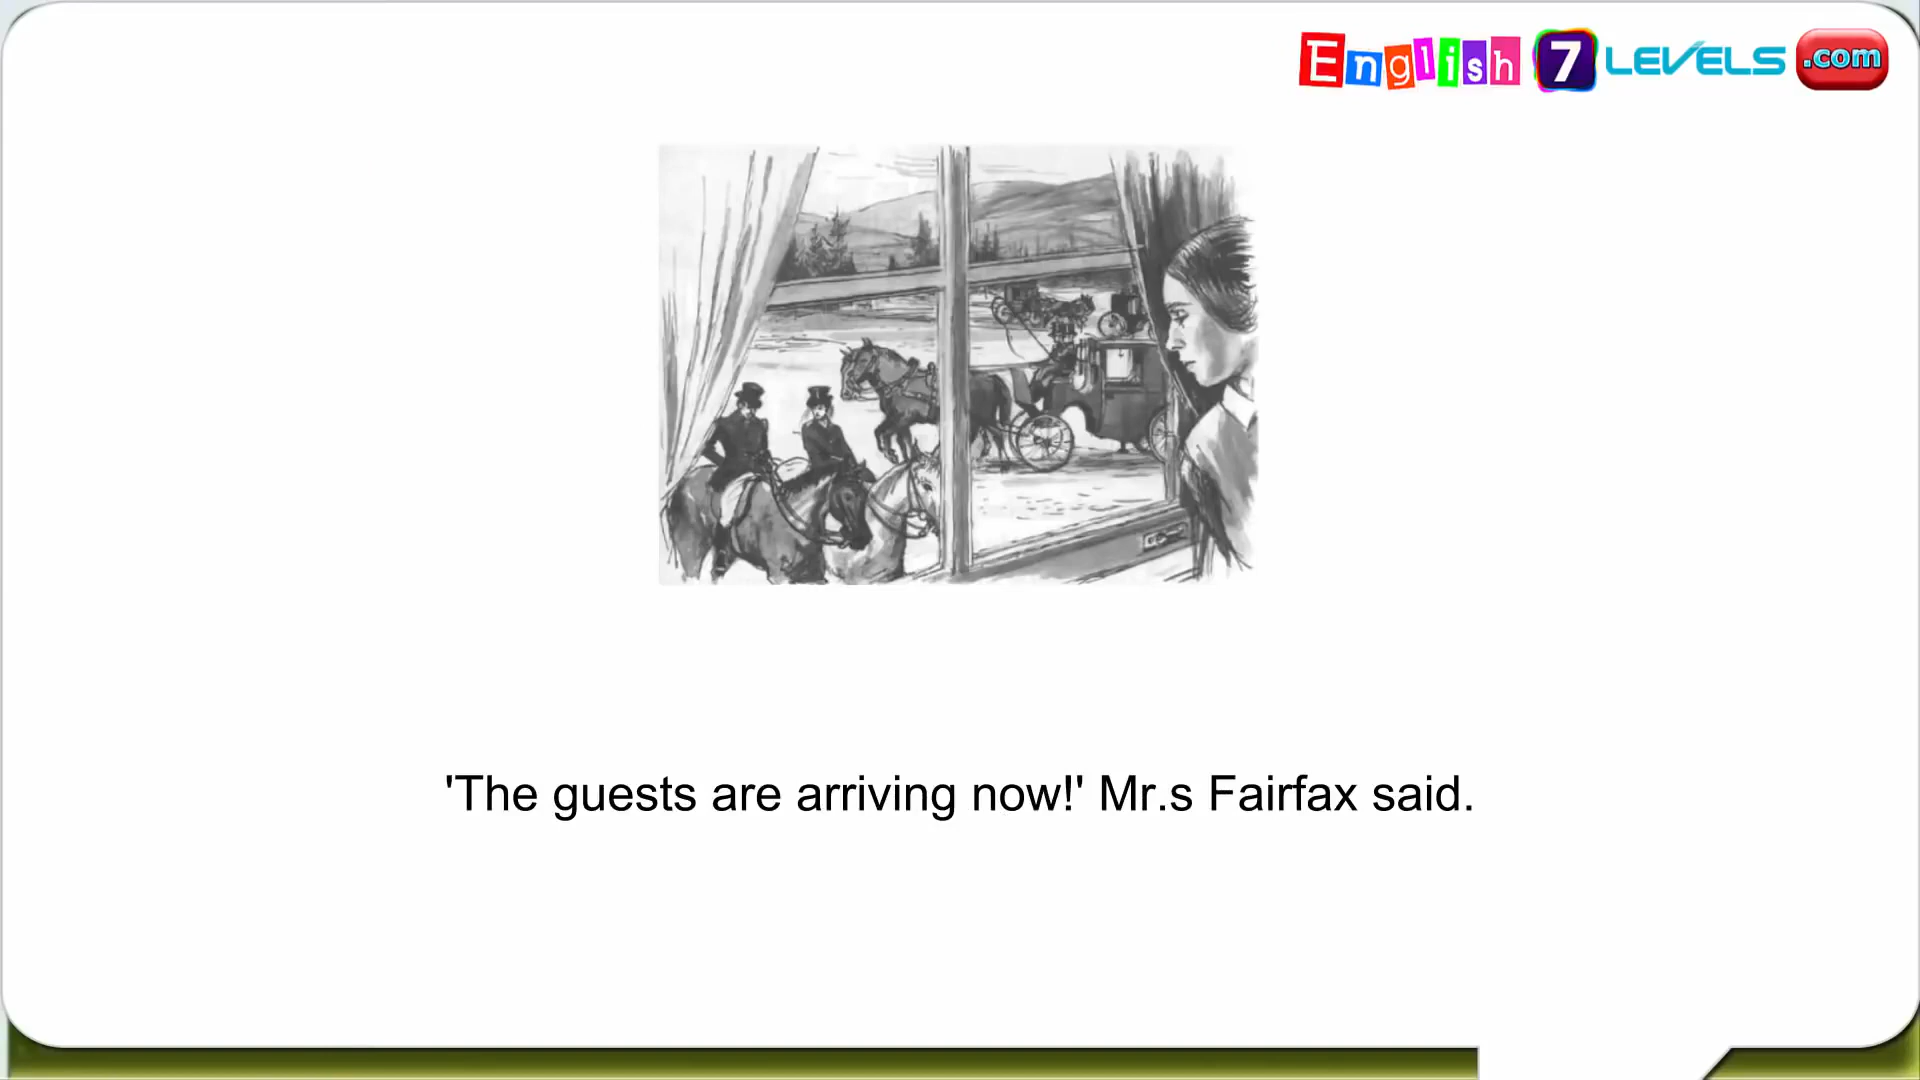 English 7 LEVELS .com
'The guests are arriving now!' Mr.s Fairfax said.